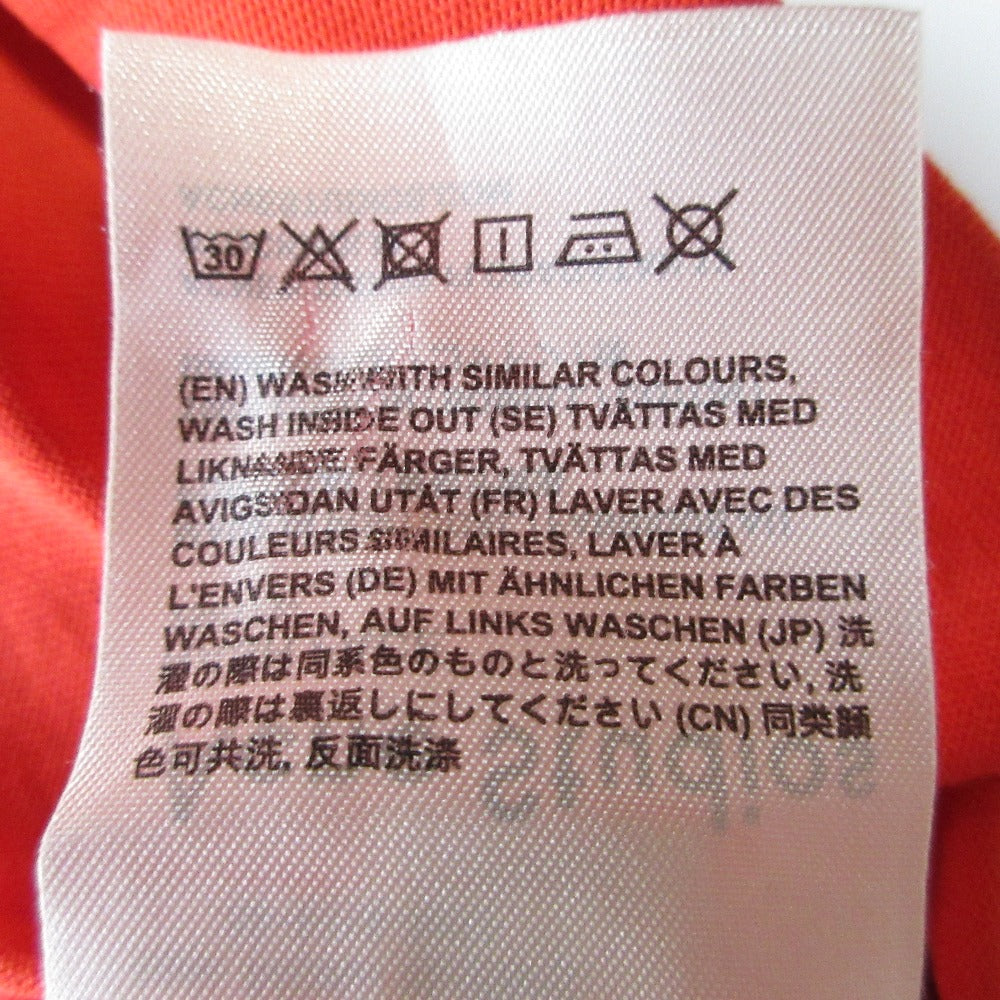 30
(EN) WASH WITH SIMILAR COLOURS,
WASH INSIDE OUT (SE) TVÄTTAS MED
LIKNANDE FÄRGER, TVÄTTAS MED
AVIGSIDAN UTÅT (FR) LAVER AVEC DES
COULEURS SIMILAIRES, LAVER À
L'ENVERS (DE) MIT ÄHNLICHEN FARBEN
WASCHEN, AUF LINKS WASCHEN (JP) 洗
濯の際は同系色のものと洗ってください, 洗
濯の際は裏返しにしてください (CN) 同类颜
色可共洗, 反面洗涤